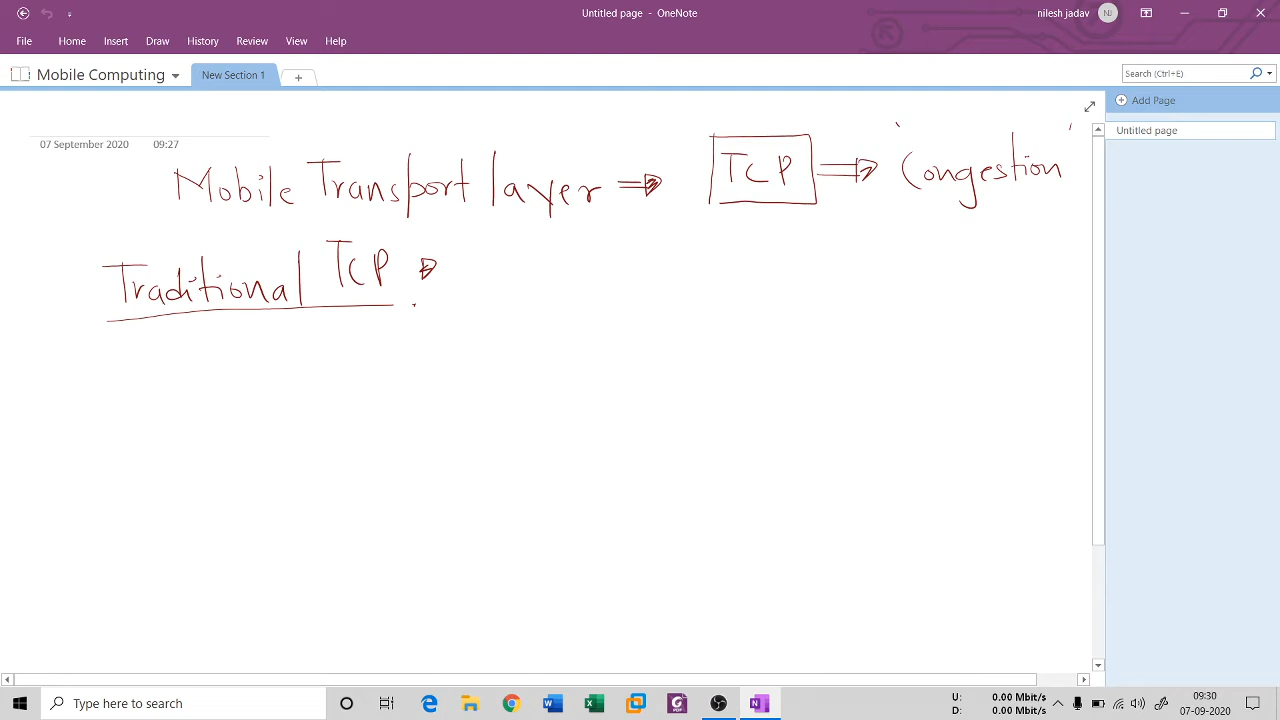 Untitled page - OneNote
nilesh jadav NJ
File Home Insert Draw History Review View Help
Mobile Computing New Section 1 +
Search (Ctrl+E)
Add Page
Untitled page
07 September 2020 09:27
Mobile Transport layer ⇒ TCP ⇒ 'Congestion'
Traditional TCP
Type here to search
U: 0.00 Mbit/s
D: 0.00 Mbit/s
09:30
07-09-2020